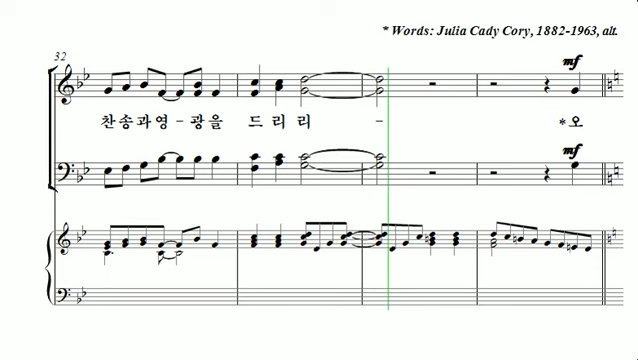 * Words: Julia Cady Cory, 1882-1963, alt.
32
mf
찬송과영-광을 드 리 리 - *오
mf